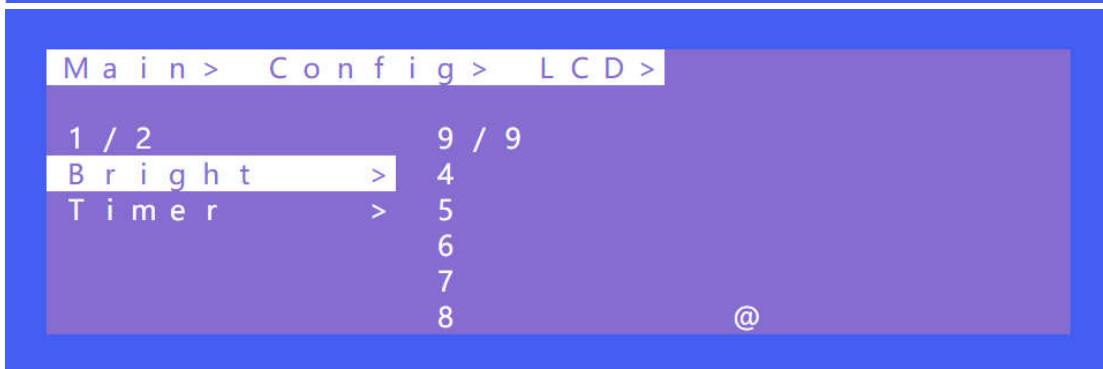 Main> Config> LCD>
1/2 9/9
Bright > 4
Timer > 5
6
7
8 @